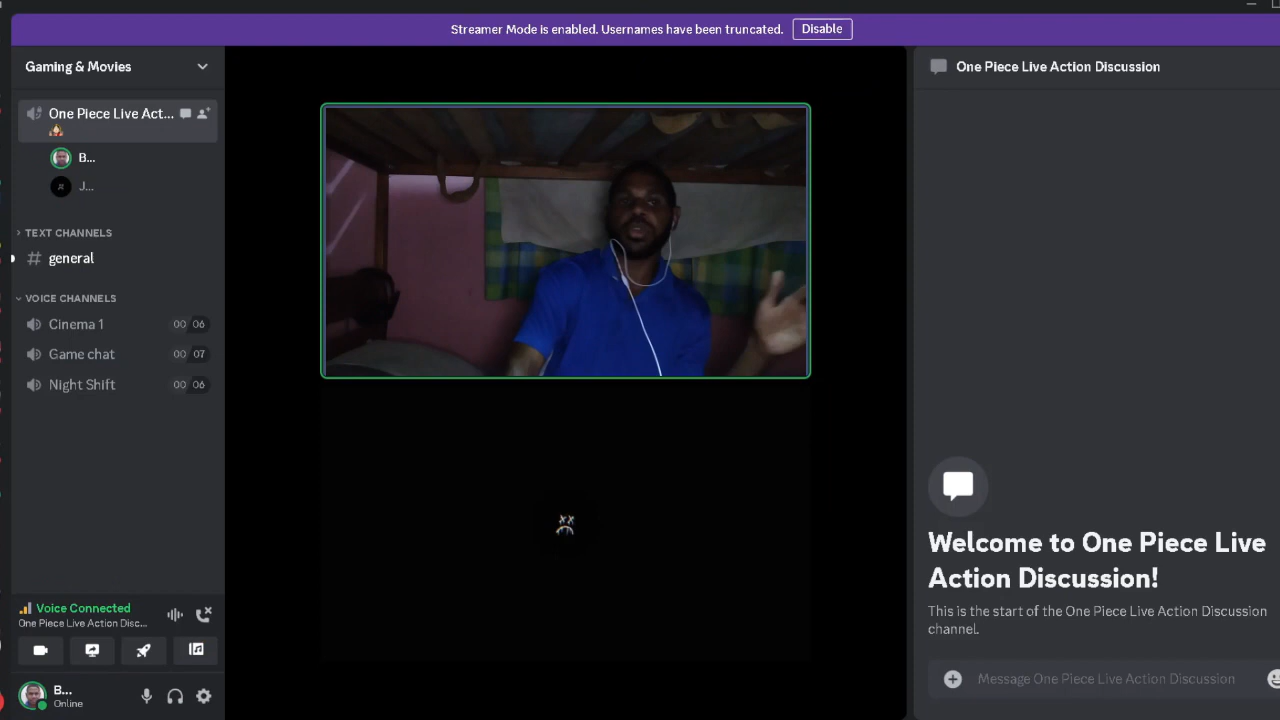 Streamer Mode is enabled. Usernames have been truncated. Disable
Gaming & Movies
One Piece Live Act...
B...
J...
TEXT CHANNELS
# general
VOICE CHANNELS
Cinema 1 00 06
Game chat 00 07
Night Shift 00 06
Voice Connected
One Piece Live Action Disc...
B...
Online
One Piece Live Action Discussion
Welcome to One Piece Live
Action Discussion!
This is the start of the One Piece Live Action Discussion
channel.
Message One Piece Live Action Discussion